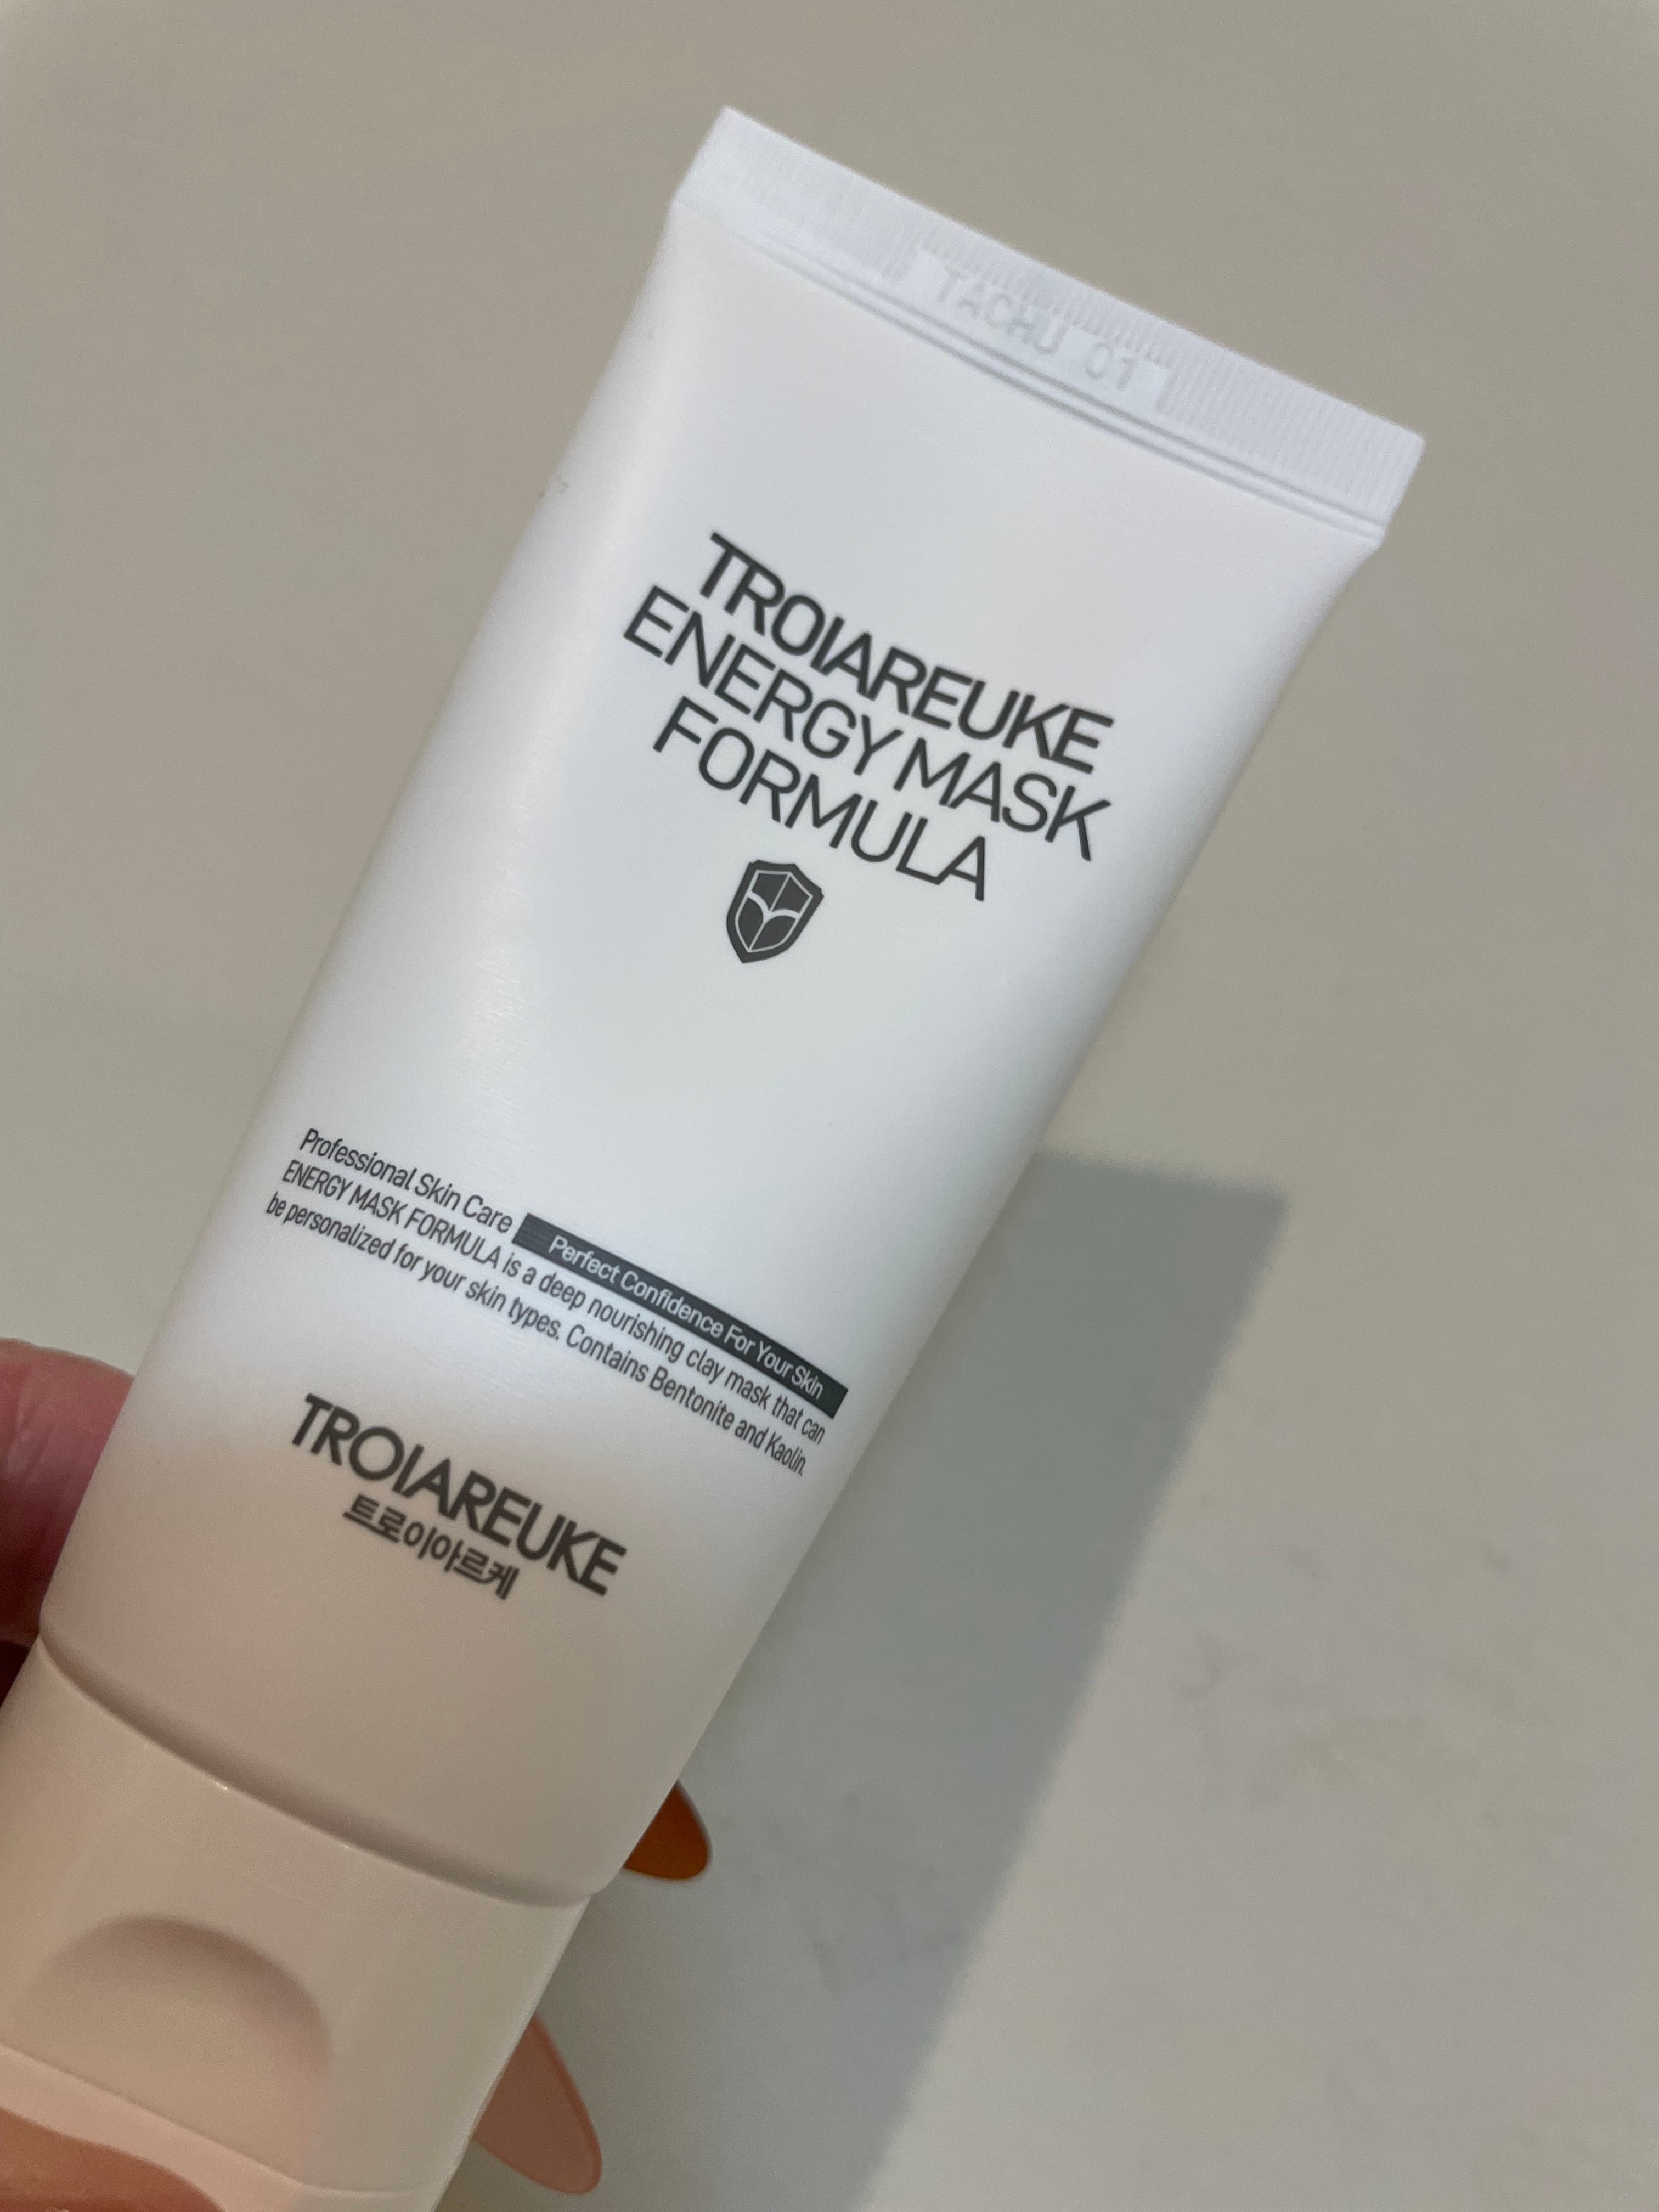 TACHU 01
TROIAREUKE
ENERGY MASK
FORMULA
Professional Skin Care Perfect Confidence For Your Skin
ENERGY MASK FORMULA is a deep nourishing clay mask that can
be personalized for your skin types. Contains Bentonite and Kaolin.
TROIAREUKE
트로이아르케